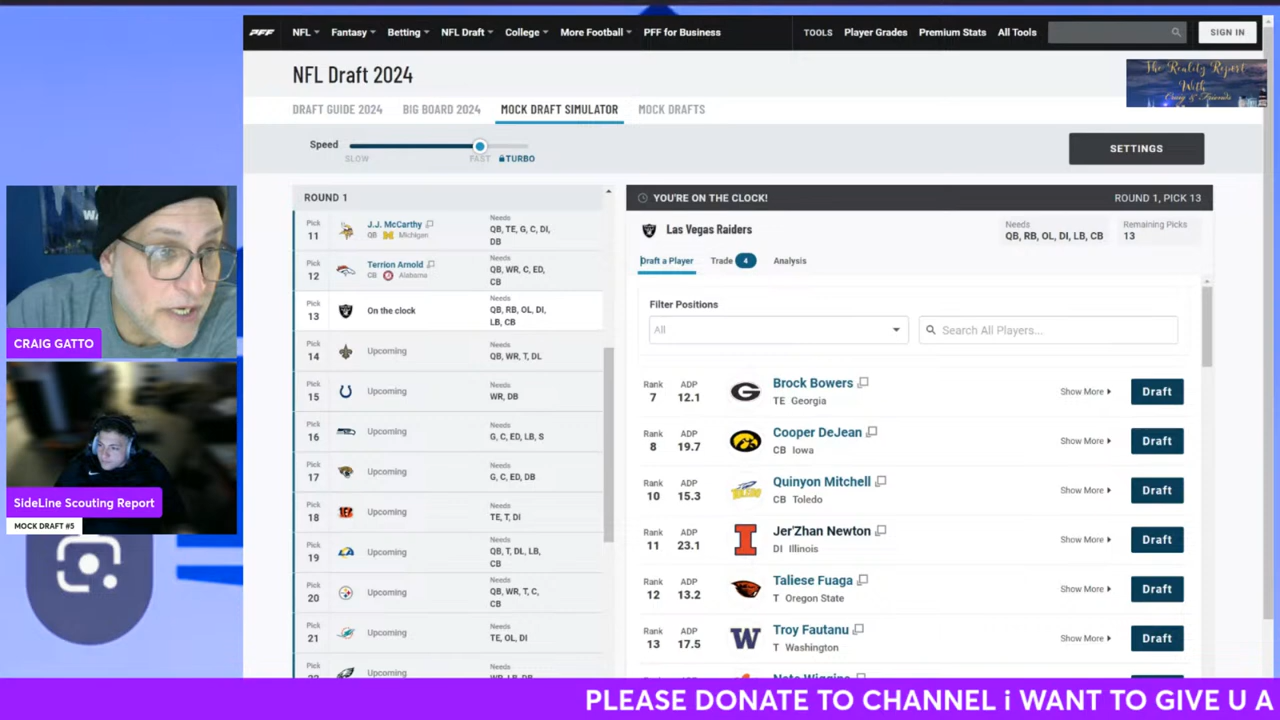 PFF
NFL
Fantasy
Betting
NFL Draft
College
More Football
PFF for Business
TOOLS
Player Grades
Premium Stats
All Tools
SIGN IN
NFL Draft 2024
The Reality Report
With
Craig & Friends
DRAFT GUIDE 2024
BIG BOARD 2024
MOCK DRAFT SIMULATOR
MOCK DRAFTS
Speed
SLOW
FAST
TURBO
SETTINGS
ROUND 1
Pick
11
J.J. McCarthy
QB
Michigan
Needs
QB, TE, G, C, DI,
DB
Pick
12
Terrion Arnold
CB
Alabama
Needs
QB, WR, C, ED,
CB
Pick
13
On the clock
Needs
QB, RB, OL, DI,
LB, CB
Pick
14
Upcoming
Needs
QB, WR, T, DL
Pick
15
Upcoming
Needs
WR, DB
Pick
16
Upcoming
Needs
G, C, ED, LB, S
Pick
17
Upcoming
Needs
G, C, ED, DB
Pick
18
Upcoming
Needs
TE, T, DI
Pick
19
Upcoming
Needs
QB, T, DL, LB,
CB
Pick
20
Upcoming
Needs
QB, WR, T, C,
CB
Pick
21
Upcoming
Needs
TE, OL, DI
Pick
Upcoming
Needs
YOU'RE ON THE CLOCK!
ROUND 1, PICK 13
Las Vegas Raiders
Needs
QB, RB, OL, DI, LB, CB
Remaining Picks
13
Draft a Player
Trade
4
Analysis
Filter Positions
All
Search All Players...
Rank
7
ADP
12.1
Brock Bowers
TE Georgia
Show More
Draft
Rank
8
ADP
19.7
Cooper DeJean
CB Iowa
Show More
Draft
Rank
10
ADP
15.3
TOLEDO
Quinyon Mitchell
CB Toledo
Show More
Draft
Rank
11
ADP
23.1
Jer'Zhan Newton
DI Illinois
Show More
Draft
Rank
12
ADP
13.2
Taliese Fuaga
T Oregon State
Show More
Draft
Rank
13
ADP
17.5
Troy Fautanu
T Washington
Show More
Draft
CRAIG GATTO
SideLine Scouting Report
MOCK DRAFT #5
PLEASE DONATE TO CHANNEL i WANT TO GIVE U A